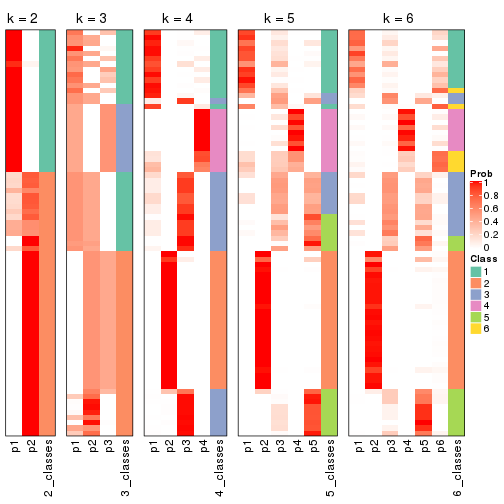 k = 2
k = 3
k = 4
k = 5
k = 6
Prob
1
0.8
0.6
0.4
0.2
0
Class
1
2
3
4
5
6
p1
p2
2_classes
p1
p2
p3
3_classes
p1
p2
p3
p4
4_classes
p1
p2
p3
p4
p5
5_classes
p1
p2
p3
p4
p5
p6
6_classes